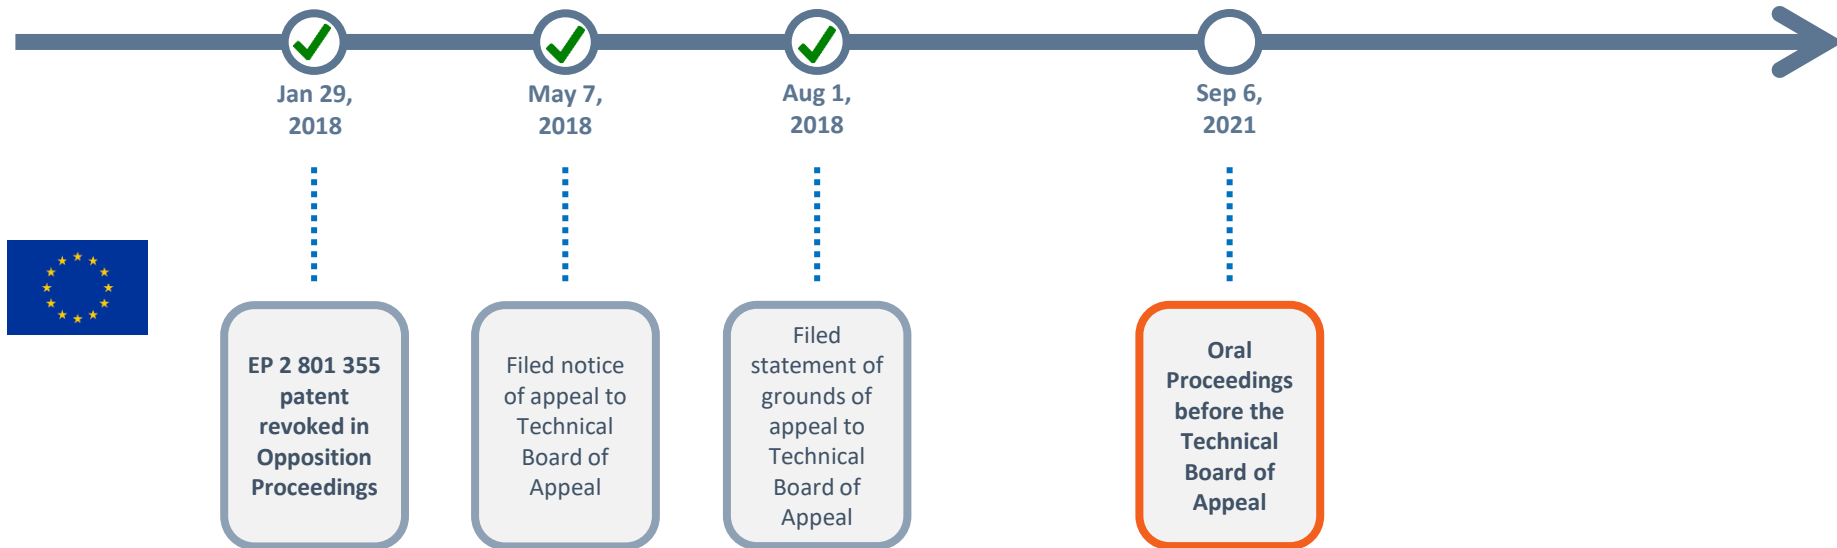 Jan 29,
2018
May 7,
2018
Aug 1,
2018
Sep 6,
2021
EP 2 801 355
patent
revoked in
Opposition
Proceedings
Filed notice
of appeal to
Technical
Board of
Appeal
Filed
statement of
grounds of
appeal to
Technical
Board of
Appeal
Oral
Proceedings
before the
Technical
Board of
Appeal